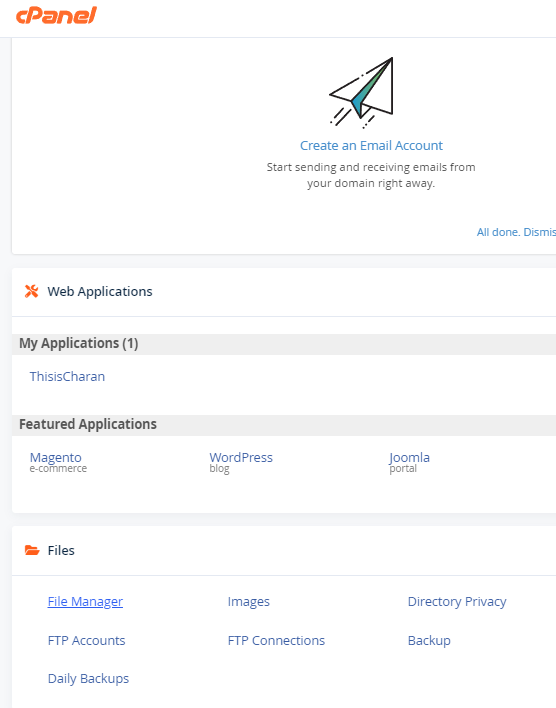 cPanel
Create an Email Account
Start sending and receiving emails from
your domain right away.
All done. Dismis
Web Applications
My Applications (1)
ThisisCharan
Featured Applications
Magento WordPress Joomla
e-commerce blog portal
Files
File Manager Images Directory Privacy
FTP Accounts FTP Connections Backup
Daily Backups